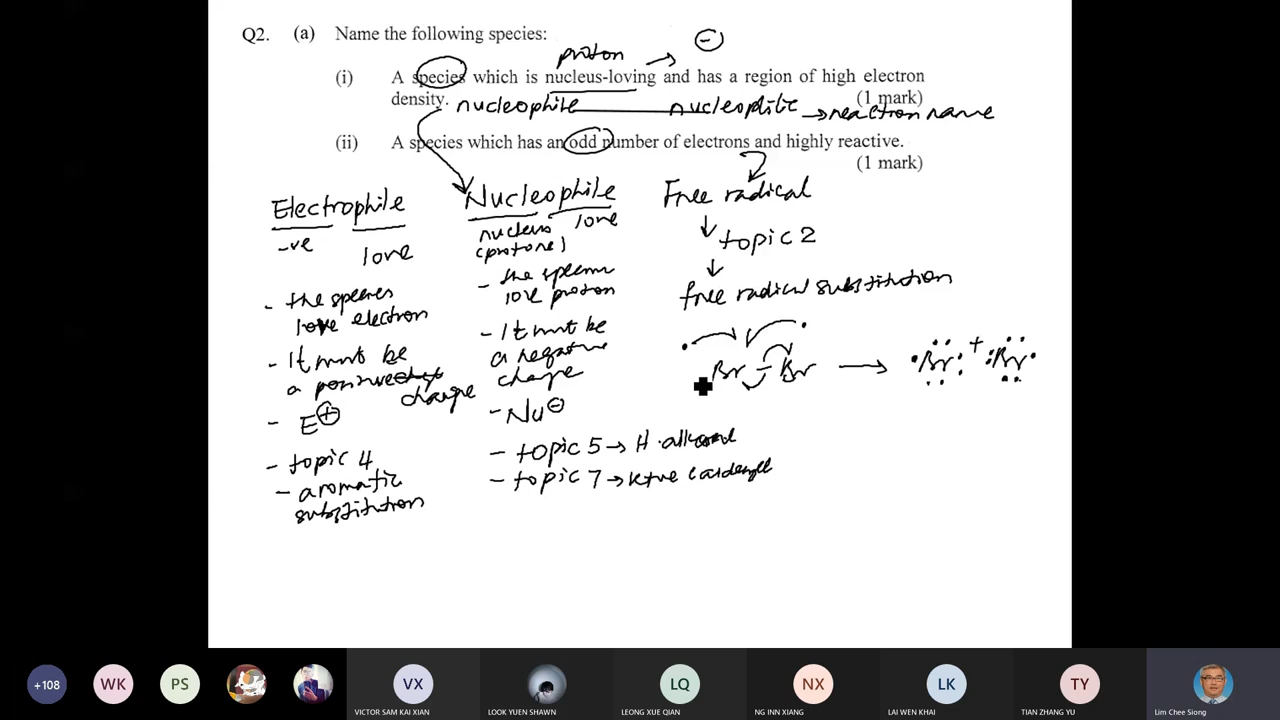 Q2. (a) Name the following species:
proton → ⊖
(i) A species which is nucleus-loving and has a region of high electron
density. (1 mark)
nucleophile nucleophilic → reaction name
(ii) A species which has an odd number of electrons and highly reactive.
(1 mark)
Electrophile
-ve love
- the species
love electron
- It must be
a positive
charge
- E⊕
- topic 4
- aromatic
substitution
Nucleophile
nucleus love
(proton)
- the species
love proton
- It must be
a negative
charge
- Nu⊖
- topic 5 → H.
- topic 7 →
Free radical
↓ topic 2
↓
free radical substitution
Br – Br → Br + Br
+108
WK
PS
VX
VICTOR SAM KAI XIAN
LOOK YUEN SHAWN
LQ
LEONG XUE QIAN
NX
NG INN XIANG
LK
LAI WEN KHAI
TY
TIAN ZHANG YU
Lim Chee Siong